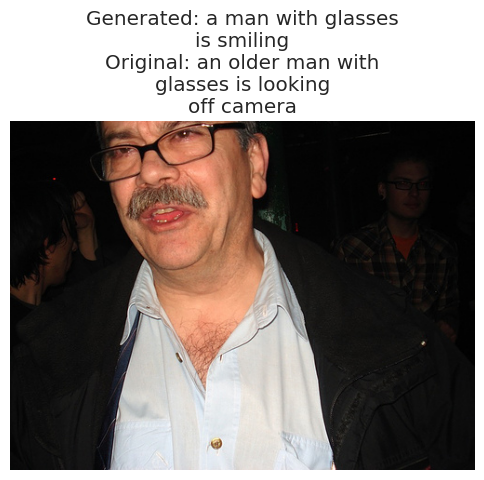 Generated: a man with glasses
is smiling
Original: an older man with
glasses is looking
off camera